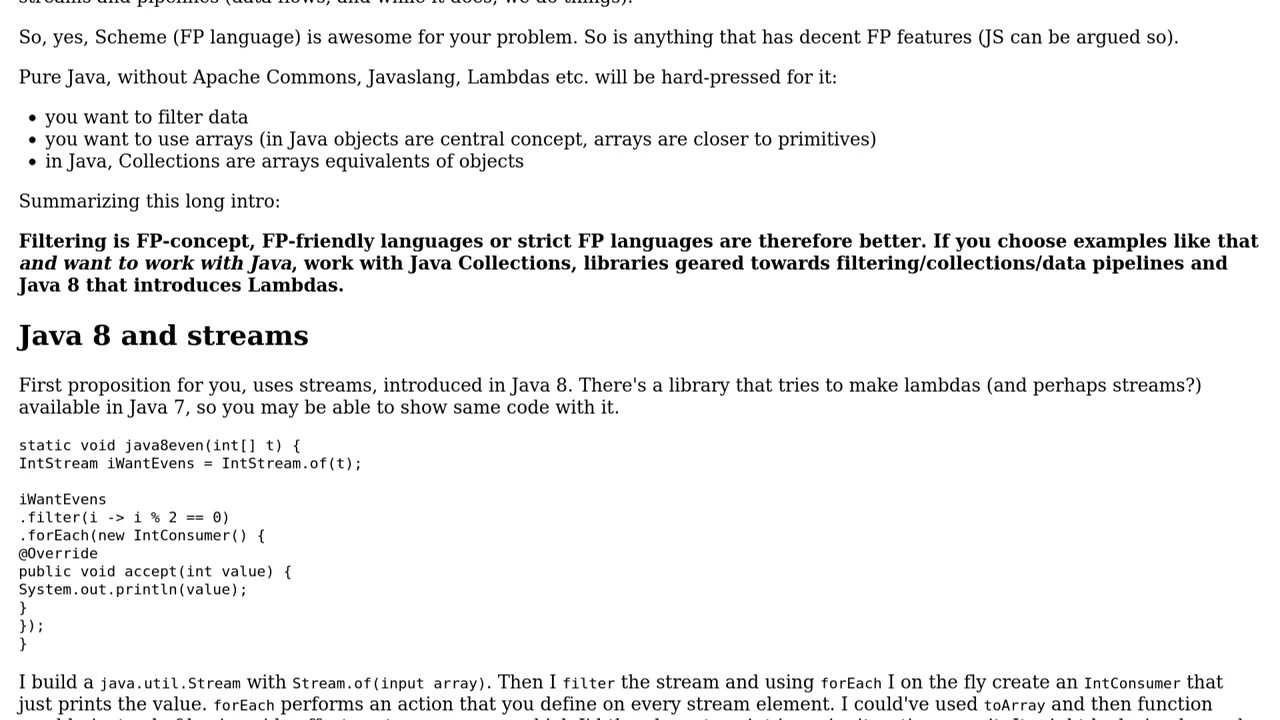 So, yes, Scheme (FP language) is awesome for your problem. So is anything that has decent FP features (JS can be argued so).
Pure Java, without Apache Commons, Javaslang, Lambdas etc. will be hard-pressed for it:
• you want to filter data
• you want to use arrays (in Java objects are central concept, arrays are closer to primitives)
• in Java, Collections are arrays equivalents of objects
Summarizing this long intro:
Filtering is FP-concept, FP-friendly languages or strict FP languages are therefore better. If you choose examples like that
and want to work with Java, work with Java Collections, libraries geared towards filtering/collections/data pipelines and
Java 8 that introduces Lambdas.
Java 8 and streams
First proposition for you, uses streams, introduced in Java 8. There's a library that tries to make lambdas (and perhaps streams?)
available in Java 7, so you may be able to show same code with it.
static void java8even(int[] t) {
IntStream iWantEvens = IntStream.of(t);
iWantEvens
.filter(i -> i % 2 == 0)
.forEach(new IntConsumer() {
@Override
public void accept(int value) {
System.out.println(value);
}
});
}
I build a java.util.Stream with Stream.of(input array). Then I filter the stream and using forEach I on the fly create an IntConsumer that
just prints the value. forEach performs an action that you define on every stream element. I could've used toArray and then function